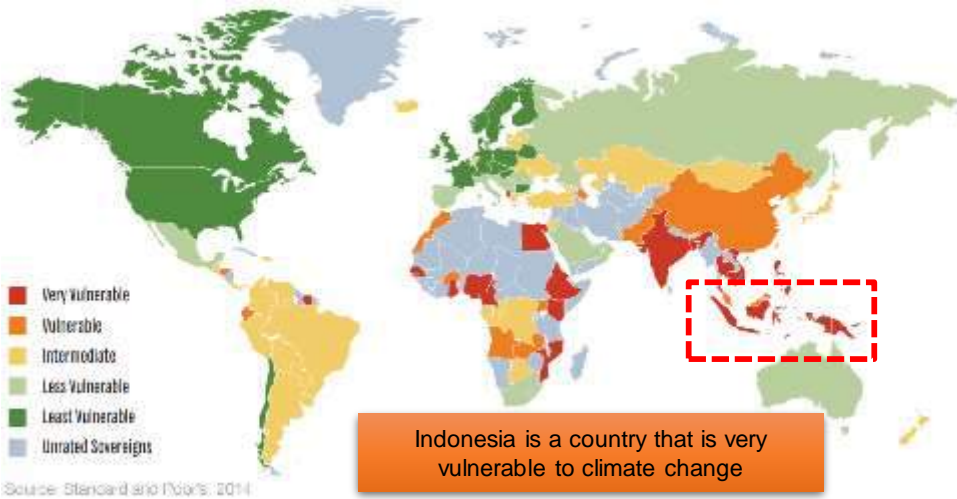 Very Vulnerable
Vulnerable
Intermediate
Less Vulnerable
Least Vulnerable
Unrated Sovereigns
Indonesia is a country that is very
vulnerable to climate change
Source: Standard and Poor's, 2014